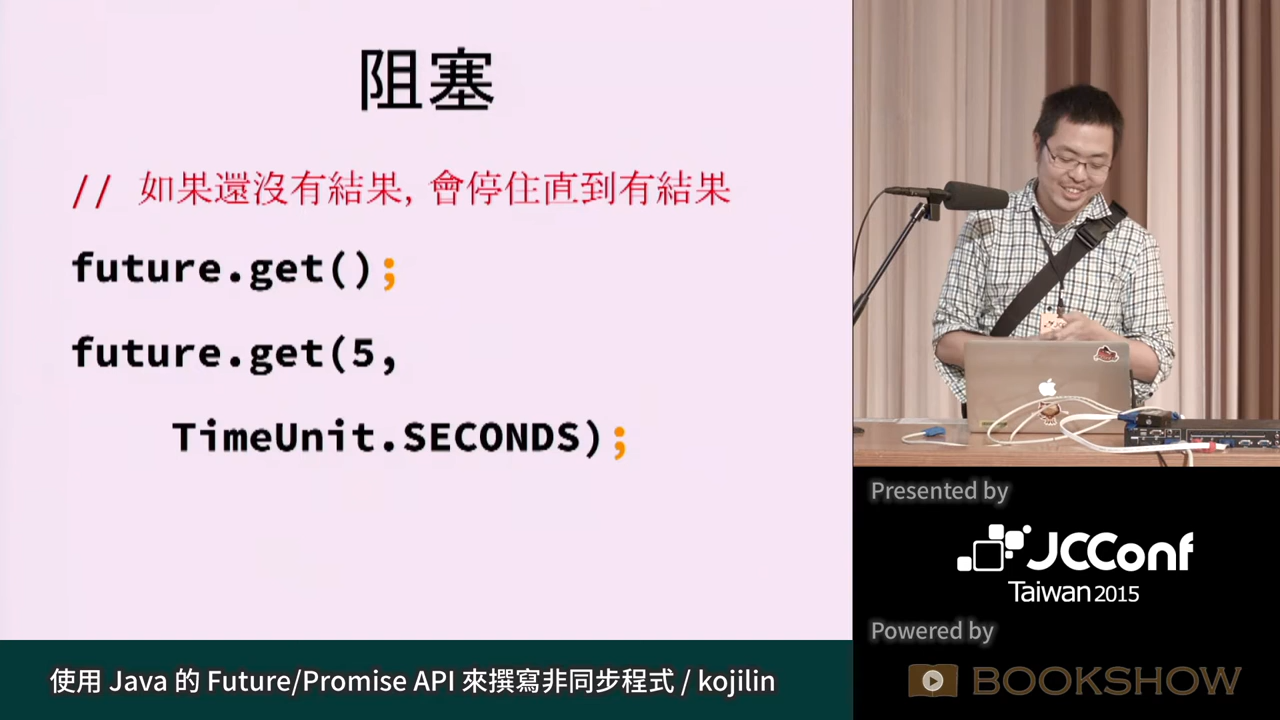 阻塞
// 如果還沒有結果, 會停住直到有結果
future.get();
future.get(5,
TimeUnit.SECONDS);
使用 Java 的 Future/Promise API 來撰寫非同步程式 / kojilin
Presented by
JCConf
Taiwan 2015
Powered by
BOOKSHOW